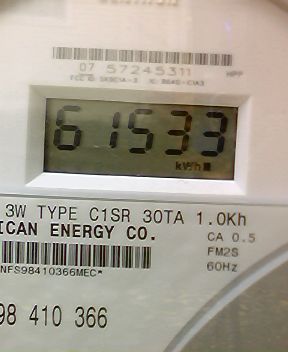 07 57245311 HPP
61533
kWh
3W TYPE C1SR 30TA 1.0Kh
ICAN ENERGY CO.
CA 0.5
FM2S
60Hz
NFS98410366MEC*
98 410 366